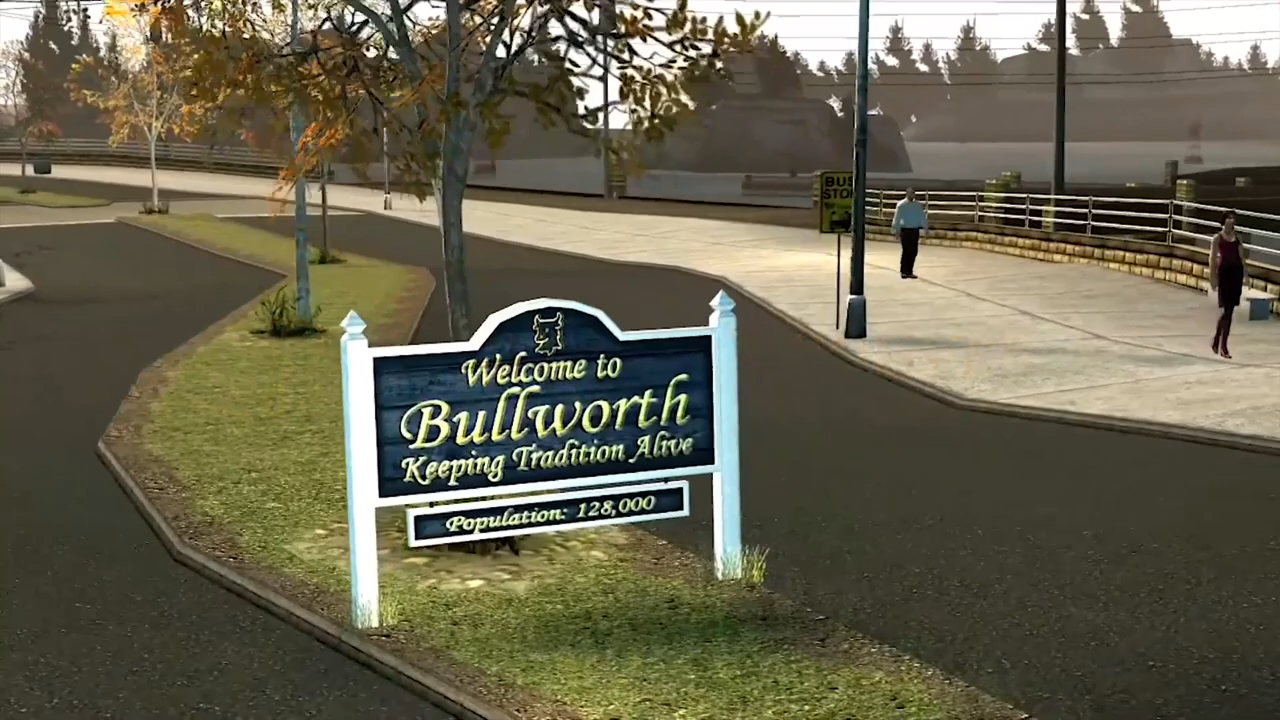 BUS
STOP
Welcome to
Bullworth
Keeping Tradition Alive
Population: 128,000